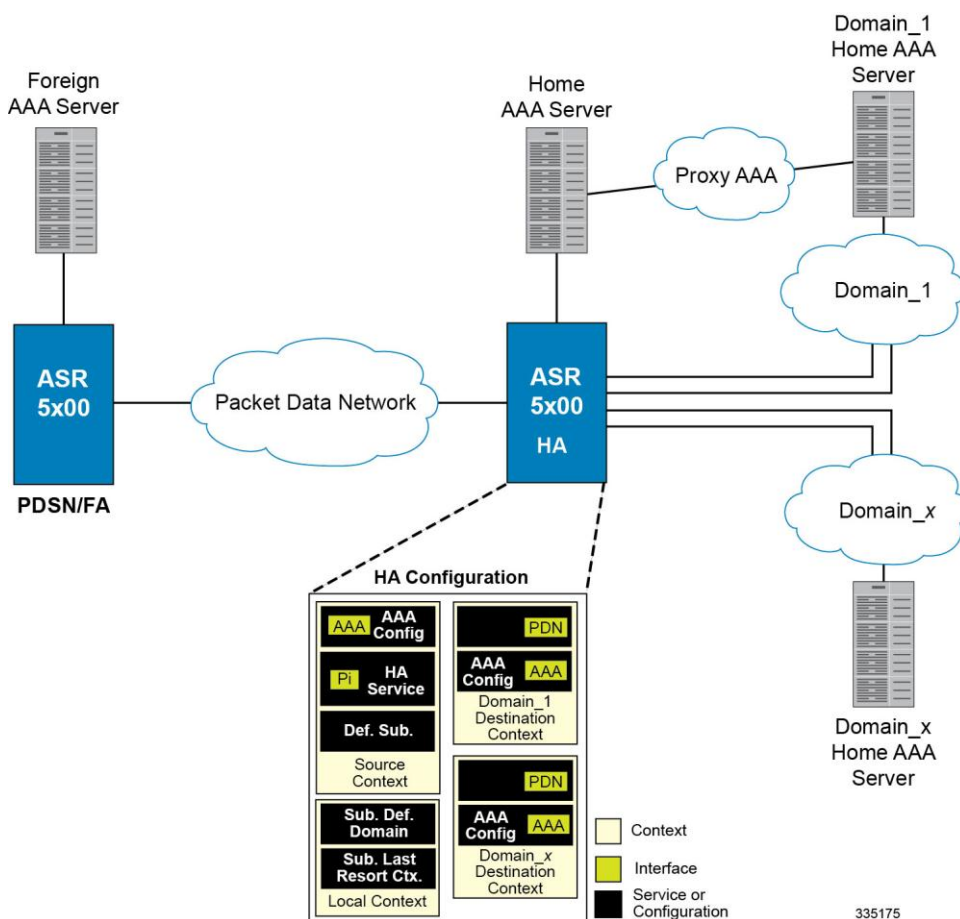 Domain_1
Home AAA
Server
Foreign
AAA Server
Home
AAA Server
Proxy AAA
Domain_1
ASR
5x00
Packet Data Network
ASR
5x00
HA
PDSN/FA
Domain_x
HA Configuration
AAA
AAA
Config
Pi
HA
Service
Def. Sub.
Source
Context
Sub. Def.
Domain
Sub. Last
Resort Ctx.
Local Context
PDN
AAA
Config
AAA
Domain_1
Destination
Context
PDN
AAA
Config
AAA
Domain_x
Destination
Context
Domain_x
Home AAA
Server
Context
Interface
Service or
Configuration
335175